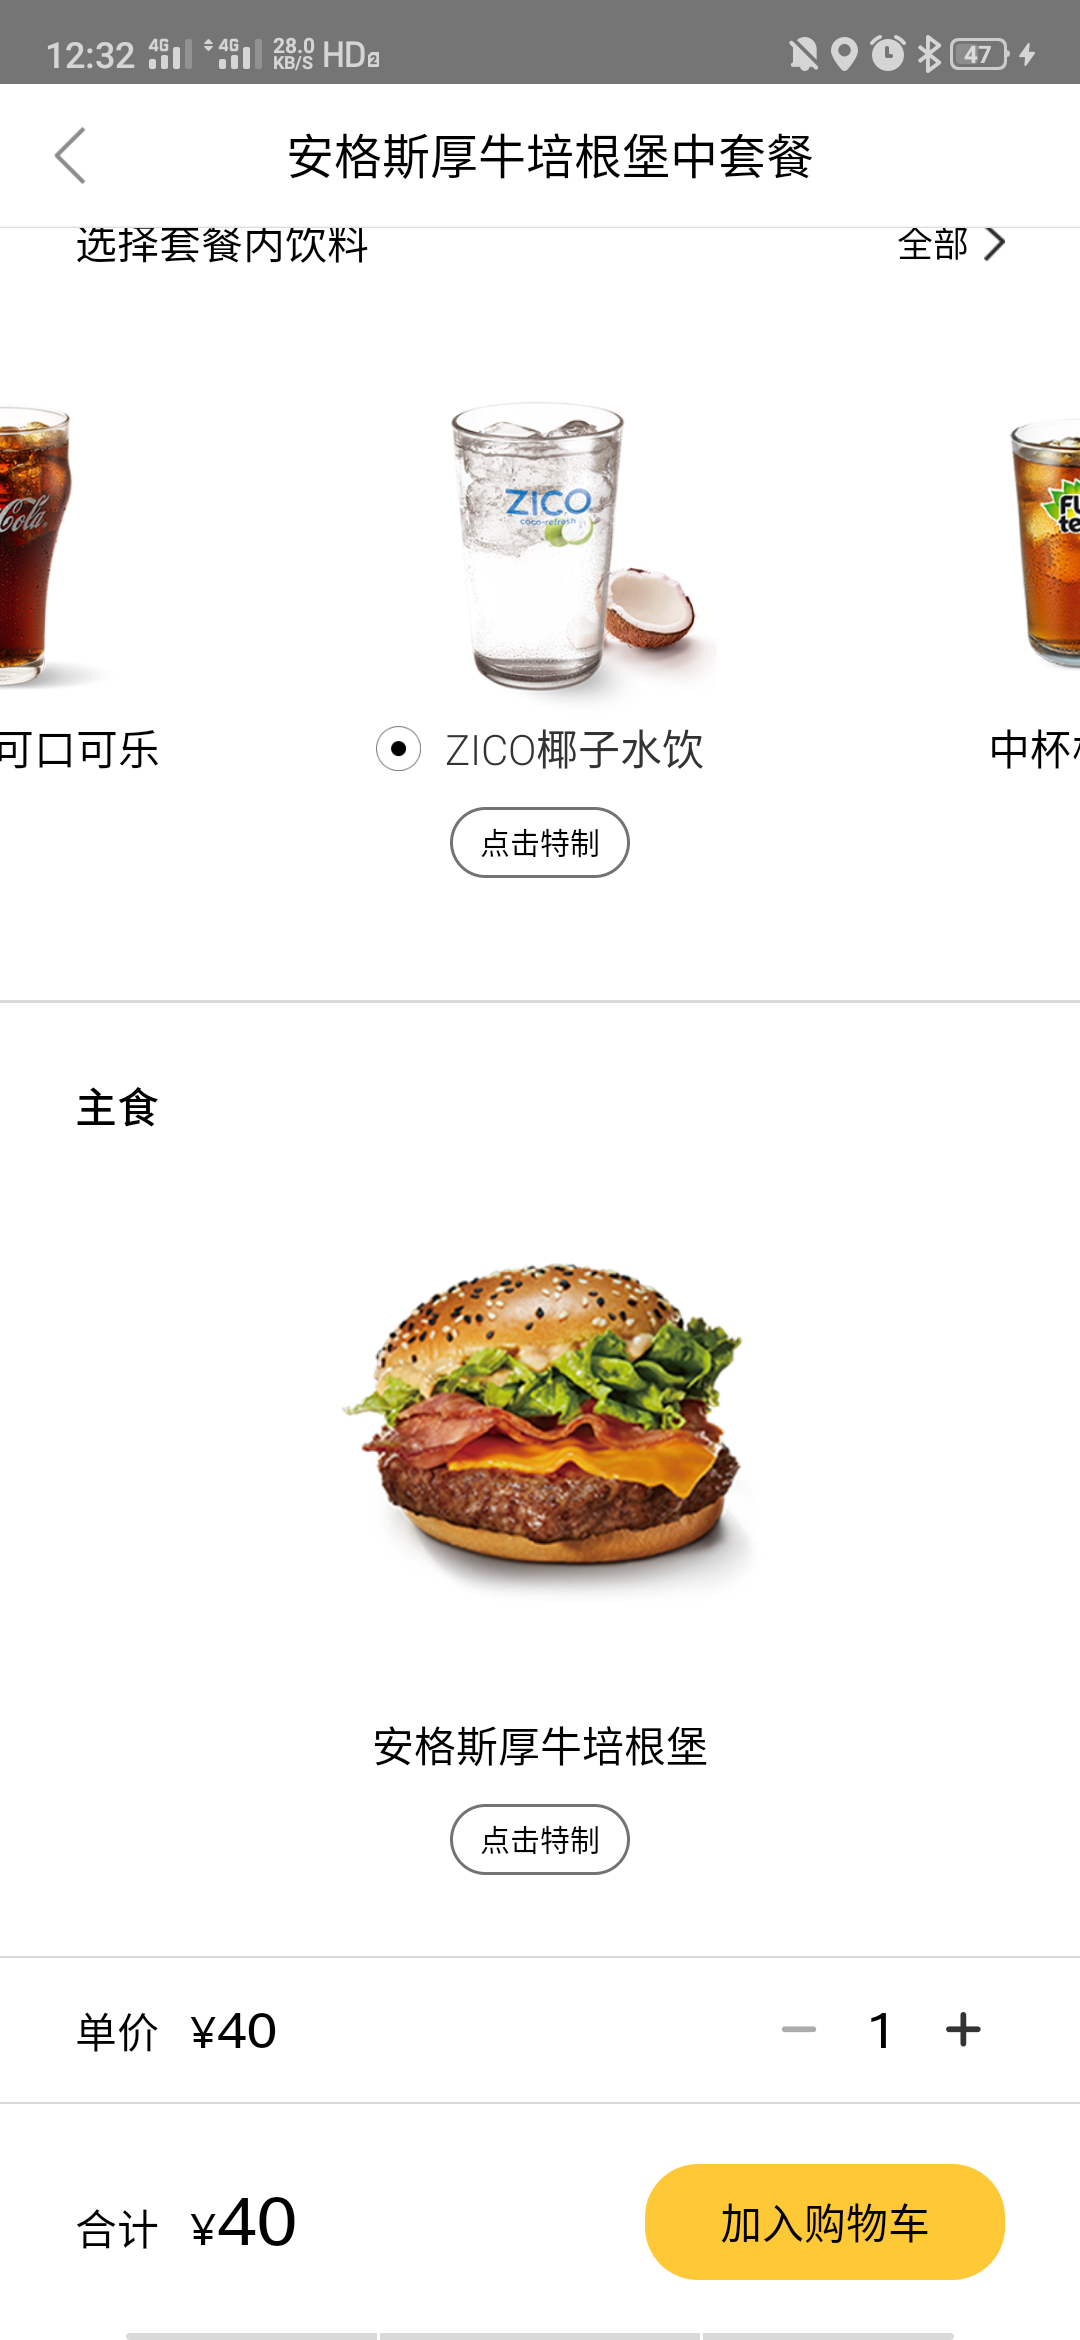 12:32 4G 4G 28.0 KB/S HD 2 47
安格斯厚牛培根堡中套餐
选择套餐内饮料 全部
Cola
ZICO
coco-refresh
可口可乐 ZICO椰子水饮 中杯
点击特制
主食
安格斯厚牛培根堡
点击特制
单价 ¥40 1
合计 ¥40 加入购物车